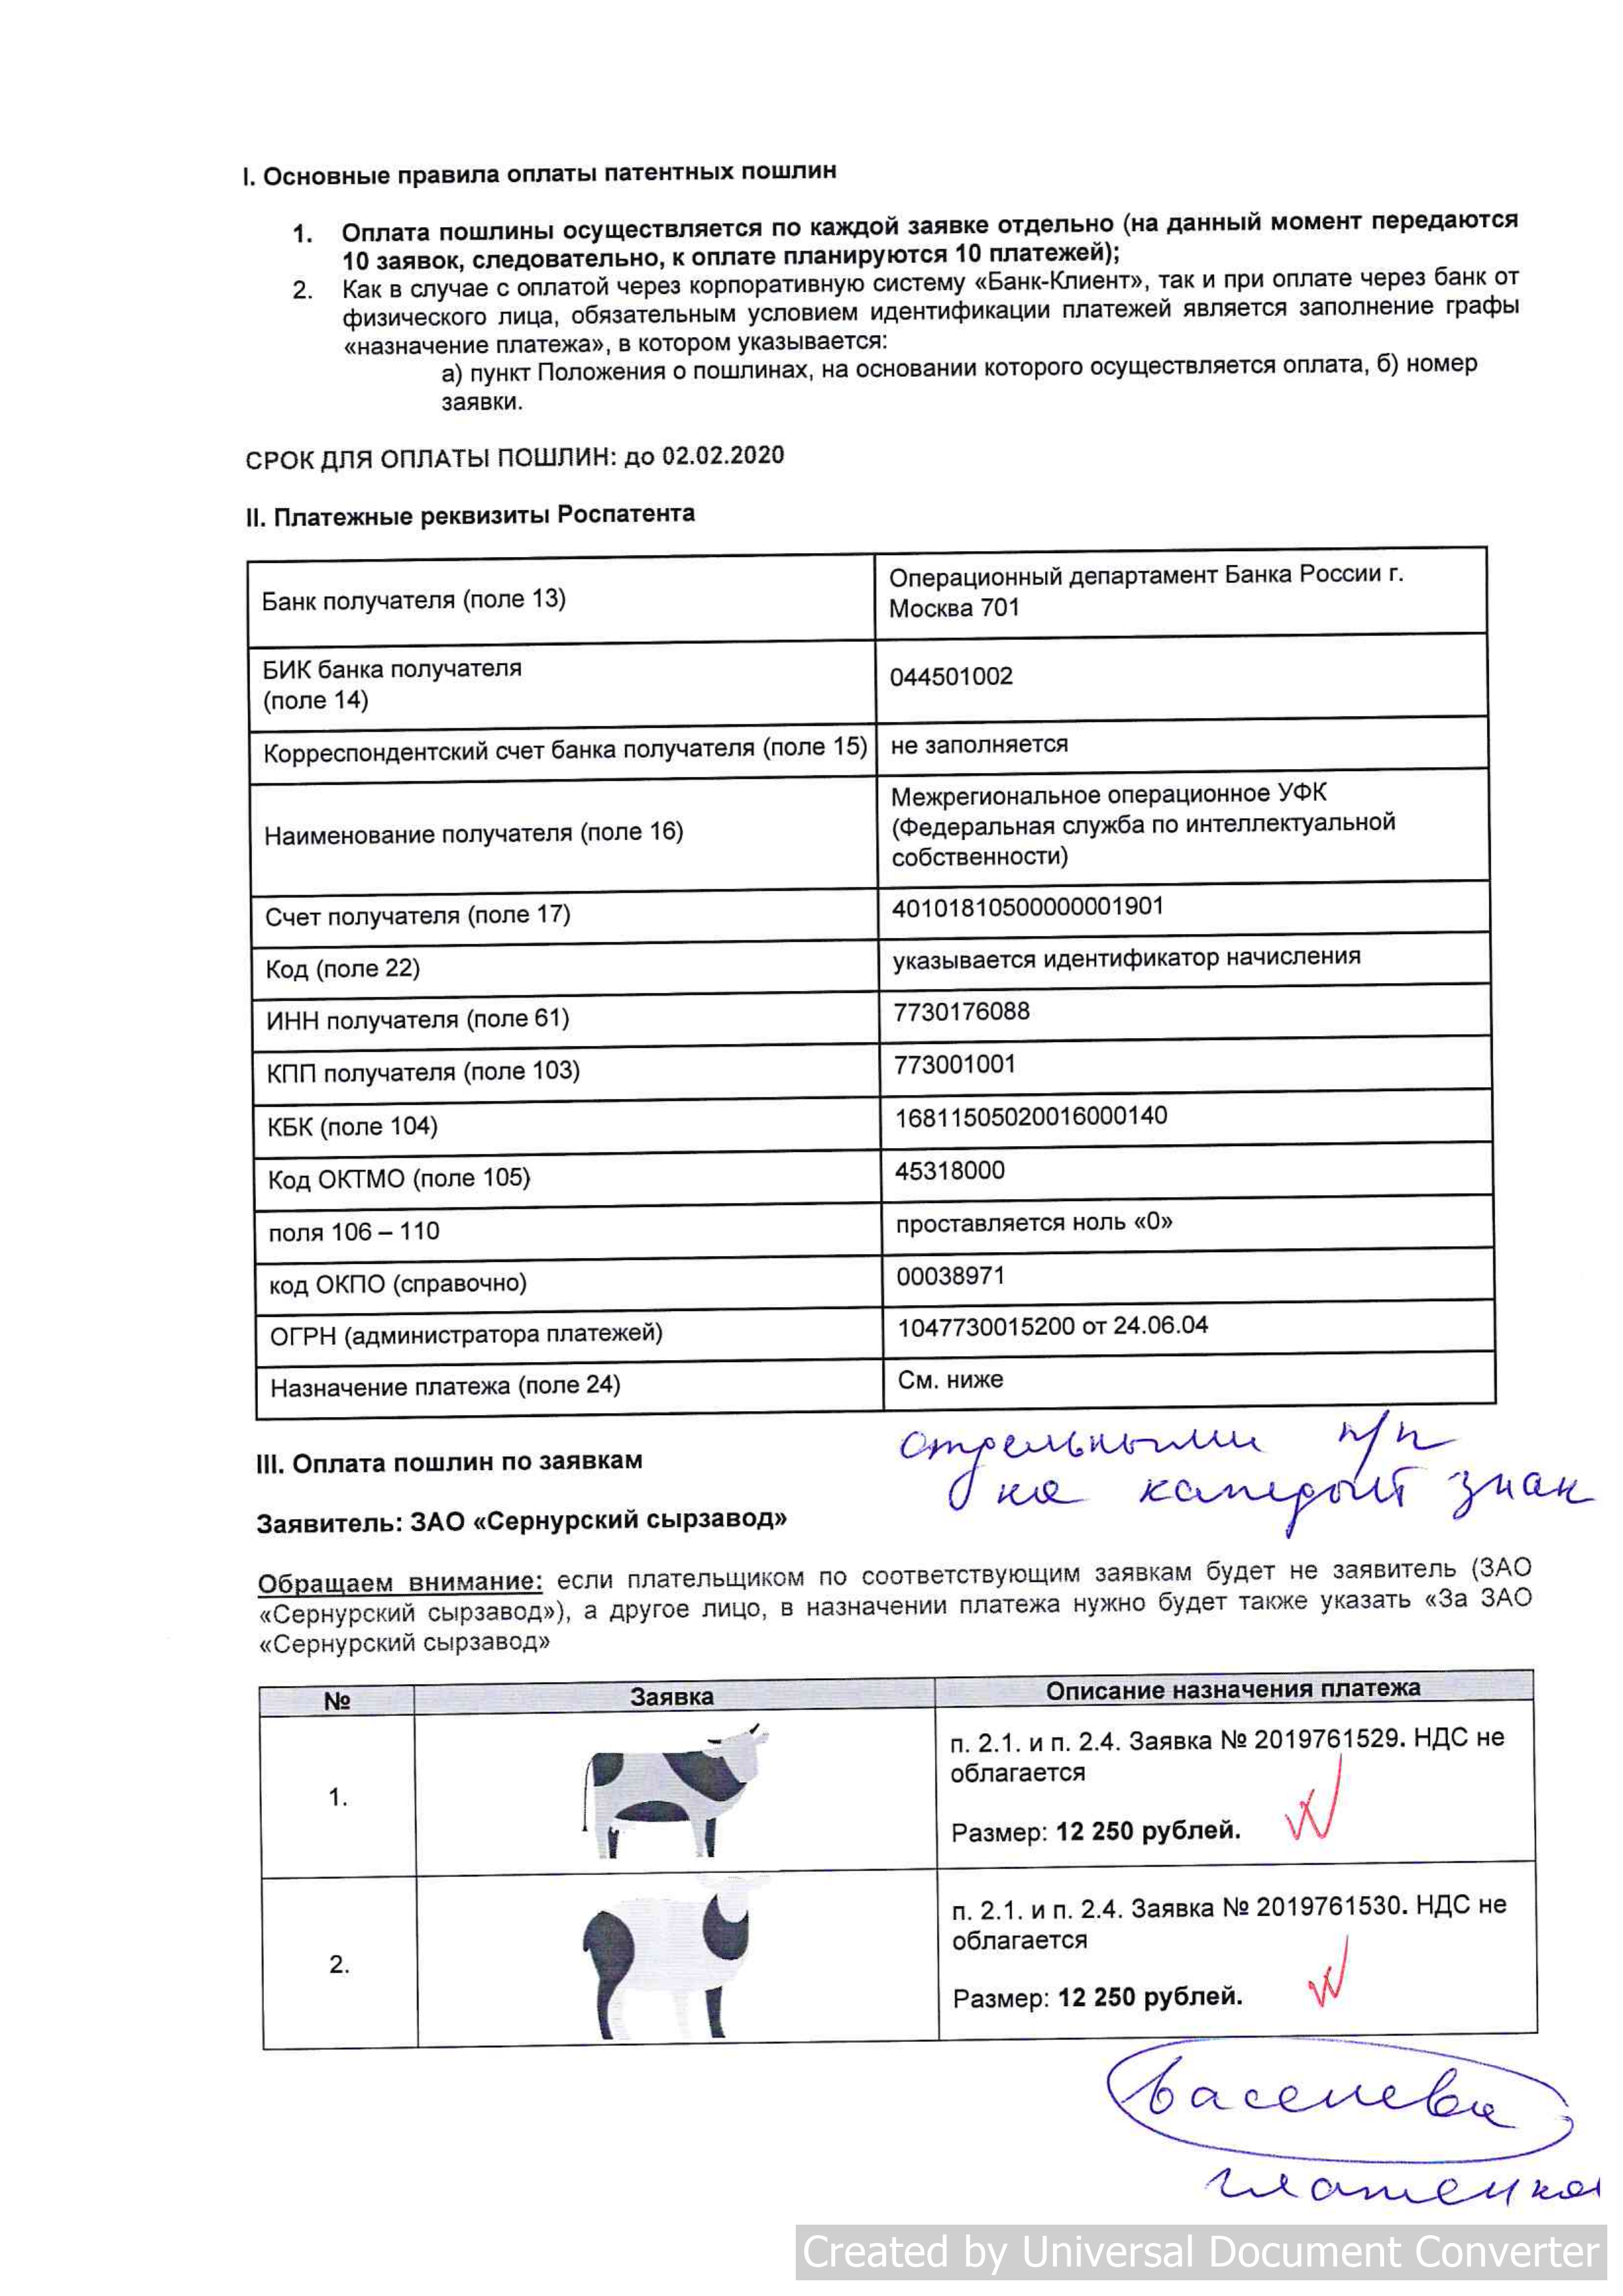 I. Основные правила оплаты патентных пошлин
1. Оплата пошлины осуществляется по каждой заявке отдельно (на данный момент передаются
10 заявок, следовательно, к оплате планируются 10 платежей);
2. Как в случае с оплатой через корпоративную систему «Банк-Клиент», так и при оплате через банк от
физического лица, обязательным условием идентификации платежей является заполнение графы
«назначение платежа», в котором указывается:
а) пункт Положения о пошлинах, на основании которого осуществляется оплата, б) номер
заявки.
СРОК ДЛЯ ОПЛАТЫ ПОШЛИН: до 02.02.2020
II. Платежные реквизиты Роспатента
Банк получателя (поле 13)
Операционный департамент Банка России г.
Москва 701
БИК банка получателя
(поле 14)
044501002
Корреспондентский счет банка получателя (поле 15)
не заполняется
Наименование получателя (поле 16)
Межрегиональное операционное УФК
(Федеральная служба по интеллектуальной
собственности)
Счет получателя (поле 17)
40101810500000001901
Код (поле 22)
указывается идентификатор начисления
ИНН получателя (поле 61)
7730176088
КПП получателя (поле 103)
773001001
КБК (поле 104)
16811505020016000140
Код ОКТМО (поле 105)
45318000
поля 106 – 110
проставляется ноль «0»
код ОКПО (справочно)
00038971
ОГРН (администратора платежей)
1047730015200 от 24.06.04
Назначение платежа (поле 24)
См. ниже
отдельными п/п
на каждый знак
III. Оплата пошлин по заявкам
Заявитель: ЗАО «Сернурский сырзавод»
Обращаем внимание: если плательщиком по соответствующим заявкам будет не заявитель (ЗАО
«Сернурский сырзавод»), а другое лицо, в назначении платежа нужно будет также указать «За ЗАО
«Сернурский сырзавод»
№ Заявка Описание назначения платежа
1.
п. 2.1. и п. 2.4. Заявка № 2019761529. НДС не
облагается
Размер: 12 250 рублей.
2.
п. 2.1. и п. 2.4. Заявка № 2019761530. НДС не
облагается
Размер: 12 250 рублей.
Васенева
Created by Universal Document Converter